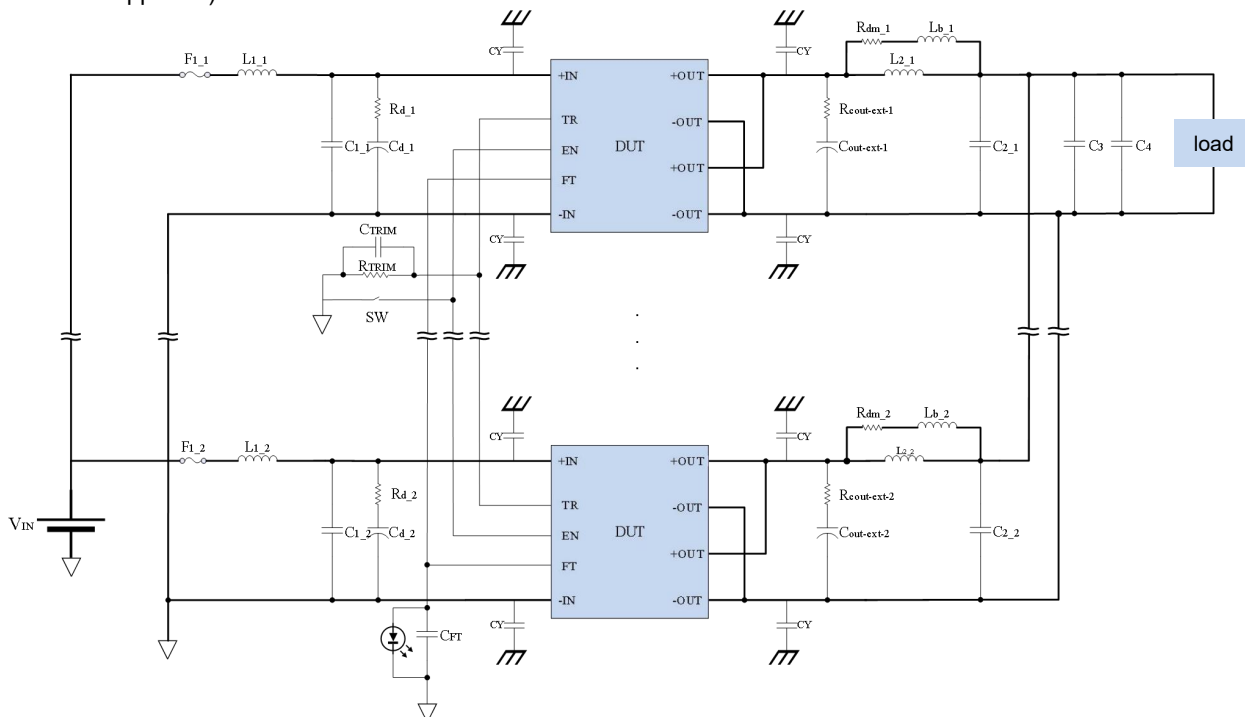 F1_1
L1_1
CY
+IN
+OUT
CY
Rdm_1
Lb_1
L2_1
Rd_1
C1_1
Cd_1
TR
EN
FT
-IN
DUT
-OUT
+OUT
-OUT
Rcout-ext-1
Cout-ext-1
C2_1
C3
C4
load
CY
CY
CTRIM
RTRIM
SW
.
.
.
F1_2
L1_2
CY
+IN
+OUT
CY
Rdm_2
Lb_2
L2_2
VIN
Rd_2
C1_2
Cd_2
TR
EN
FT
-IN
DUT
-OUT
+OUT
-OUT
Rcout-ext-2
Cout-ext-2
C2_2
CY
CY
CFT